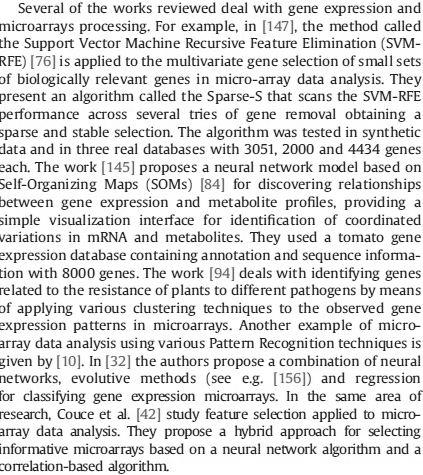 Several of the works reviewed deal with gene expression and
microarrays processing. For example, in [147], the method called
the Support Vector Machine Recursive Feature Elimination (SVM-
RFE) [76] is applied to the multivariate gene selection of small sets
of biologically relevant genes in micro-array data analysis. They
present an algorithm called the Sparse-S that scans the SVM-RFE
performance across several tries of gene removal obtaining a
sparse and stable selection. The algorithm was tested in synthetic
data and in three real databases with 3051, 2000 and 4434 genes
each. The work [145] proposes a neural network model based on
Self-Organizing Maps (SOMs) [84] for discovering relationships
between gene expression and metabolite profiles, providing a
simple visualization interface for identification of coordinated
variations in mRNA and metabolites. They used a tomato gene
expression database containing annotation and sequence informa-
tion with 8000 genes. The work [94] deals with identifying genes
related to the resistance of plants to different pathogens by means
of applying various clustering techniques to the observed gene
expression patterns in microarrays. Another example of micro-
array data analysis using various Pattern Recognition techniques is
given by [10]. In [32] the authors propose a combination of neural
networks, evolutive methods (see e.g. [156]) and regression
for classifying gene expression microarrays. In the same area of
research, Couce et al. [42] study feature selection applied to micro-
array data analysis. They propose a hybrid approach for selecting
informative microarrays based on a neural network algorithm and a
correlation-based algorithm.